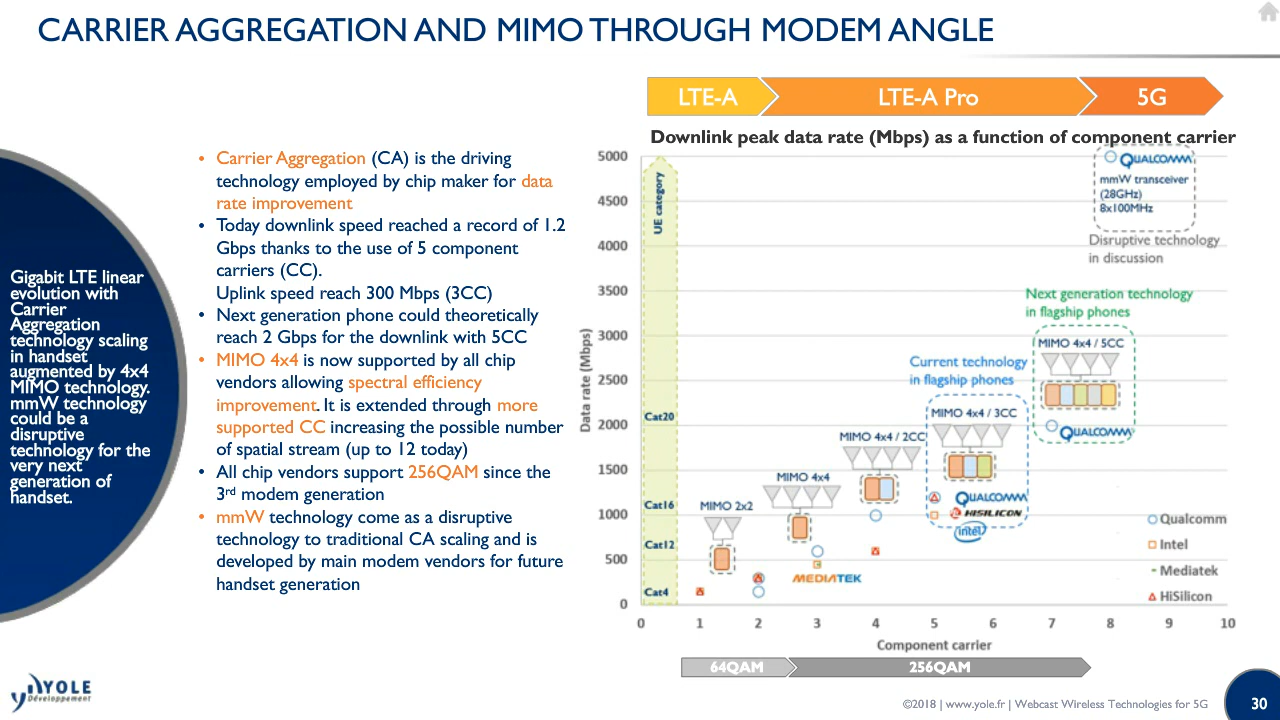 CARRIER AGGREGATION AND MIMO THROUGH MODEM ANGLE
Gigabit LTE linear
evolution with
Carrier
Aggregation
technology scaling
in handset
augmented by 4x4
MIMO technology.
mmW technology
could be a
disruptive
technology for the
very next
generation of
handset.
• Carrier Aggregation (CA) is the driving
technology employed by chip maker for data
rate improvement
• Today downlink speed reached a record of 1.2
Gbps thanks to the use of 5 component
carriers (CC).
Uplink speed reach 300 Mbps (3CC)
• Next generation phone could theoretically
reach 2 Gbps for the downlink with 5CC
• MIMO 4x4 is now supported by all chip
vendors allowing spectral efficiency
improvement. It is extended through more
supported CC increasing the possible number
of spatial stream (up to 12 today)
• All chip vendors support 256QAM since the
3rd modem generation
• mmW technology come as a disruptive
technology to traditional CA scaling and is
developed by main modem vendors for future
handset generation
LTE-A
LTE-A Pro
5G
Downlink peak data rate (Mbps) as a function of component carrier
Data rate (Mbps)
5000
4500
4000
3500
3000
2500
2000
1500
1000
500
0
UE category
Cat20
Cat16
Cat12
Cat4
QUALCOMM
mmW transceiver
(28GHz)
8x100MHz
Disruptive technology
in discussion
Next generation technology
in flagship phones
MIMO 4x4 / 5CC
QUALCOMM
Current technology
in flagship phones
MIMO 4x4 / 3CC
QUALCOMM
HISILICON
intel
MIMO 4x4 / 2CC
MIMO 4x4
MIMO 2x2
MEDIATEK
Qualcomm
Intel
Mediatek
HiSilicon
0 1 2 3 4 5 6 7 8 9 10
Component carrier
64QAM
256QAM
YOLE
Développement
©2018 | www.yole.fr | Webcast Wireless Technologies for 5G
30